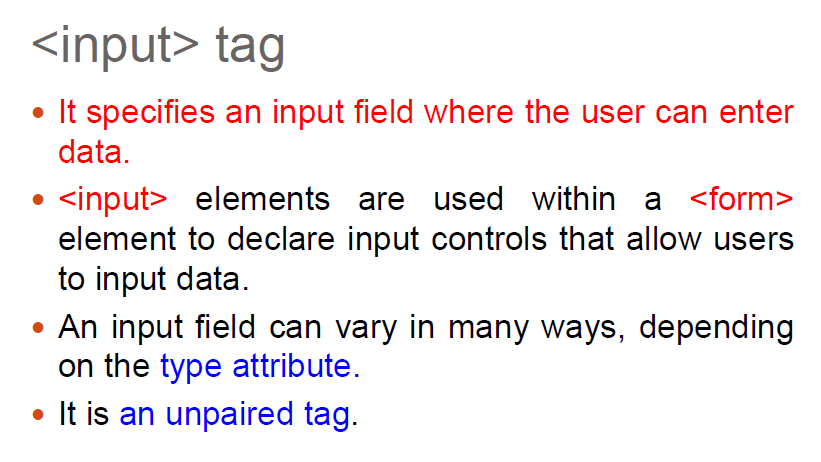 <input> tag
• It specifies an input field where the user can enter
data.
• <input> elements are used within a <form>
element to declare input controls that allow users
to input data.
• An input field can vary in many ways, depending
on the type attribute.
• It is an unpaired tag.